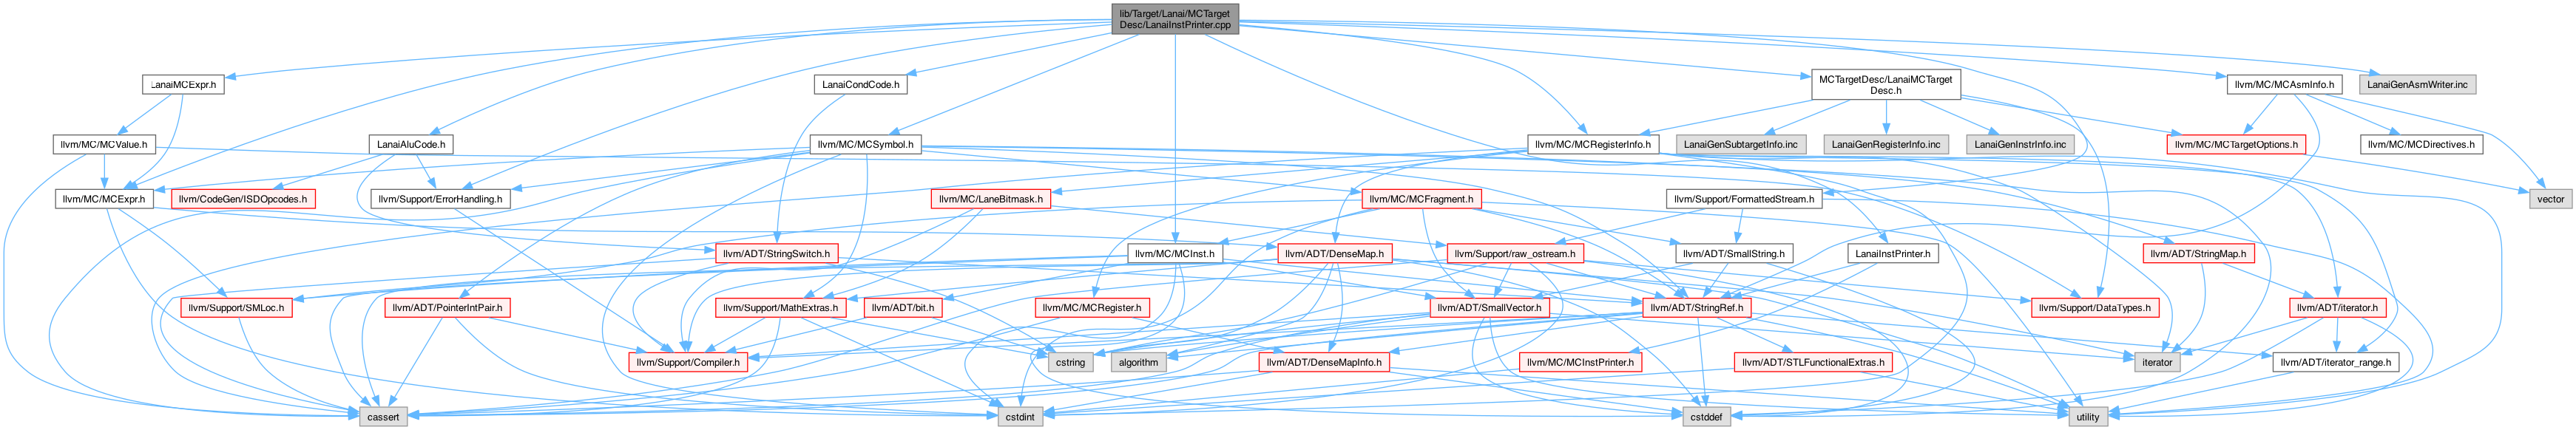 lib/Target/Lanai/MCTarget
Desc/LanaiInstPrinter.cpp
LanaiMCExpr.h
LanaiCondCode.h
MCTargetDesc/LanaiMCTarget
Desc.h
llvm/MC/MCAsmInfo.h
LanaiGenAsmWriter.inc
llvm/MC/MCValue.h
LanaiAluCode.h
llvm/MC/MCSymbol.h
llvm/MC/MCRegisterInfo.h
LanaiGenSubtargetInfo.inc
LanaiGenRegisterInfo.inc
LanaiGenInstrInfo.inc
llvm/MC/MCTargetOptions.h
llvm/MC/MCDirectives.h
llvm/MC/MCExpr.h
llvm/CodeGen/ISDOpcodes.h
llvm/Support/ErrorHandling.h
llvm/MC/LaneBitmask.h
llvm/MC/MCFragment.h
llvm/Support/FormattedStream.h
vector
llvm/ADT/StringSwitch.h
llvm/MC/MCInst.h
llvm/ADT/DenseMap.h
llvm/Support/raw_ostream.h
llvm/ADT/SmallString.h
LanaiInstPrinter.h
llvm/ADT/StringMap.h
llvm/Support/SMLoc.h
llvm/ADT/PointerIntPair.h
llvm/Support/MathExtras.h
llvm/ADT/bit.h
llvm/MC/MCRegister.h
llvm/ADT/SmallVector.h
llvm/ADT/StringRef.h
llvm/Support/DataTypes.h
llvm/ADT/iterator.h
llvm/Support/Compiler.h
cstring
algorithm
llvm/ADT/DenseMapInfo.h
llvm/MC/MCInstPrinter.h
llvm/ADT/STLFunctionalExtras.h
iterator
llvm/ADT/iterator_range.h
cassert
cstdint
cstddef
utility